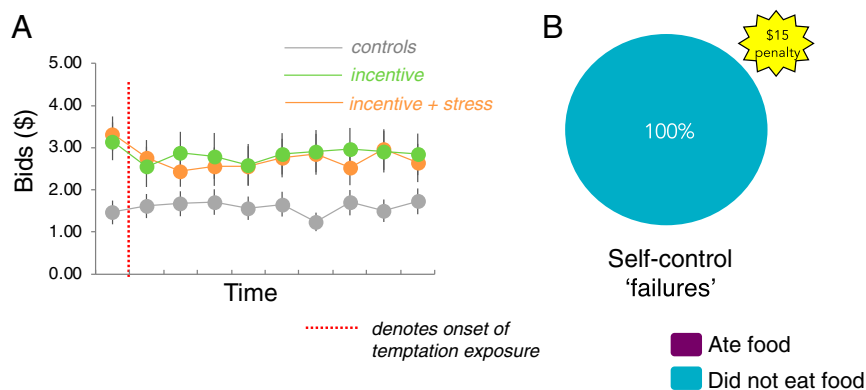 A
controls
incentive
incentive + stress
5.00
4.00
3.00
2.00
1.00
0.00
Bids ($)
Time
denotes onset of
temptation exposure
B
$15
penalty
100%
Self-control
‘failures’
Ate food
Did not eat food